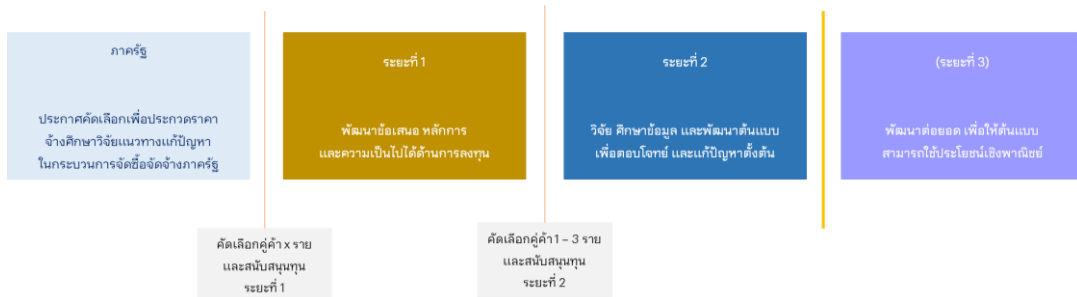 ภาครัฐ
ประกาศคัดเลือกเพื่อประกวดราคา
จ้างศึกษาวิจัยแนวทางแก้ปัญหา
ในกระบวนการจัดซื้อจัดจ้างภาครัฐ
ระยะที่ 1
พัฒนาข้อเสนอ หลักการ
และความเป็นไปได้ด้านการลงทุน
ระยะที่ 2
วิจัย ศึกษาข้อมูล และพัฒนาต้นแบบ
เพื่อตอบโจทย์ และแก้ปัญหาตั้งต้น
(ระยะที่ 3)
พัฒนาต่อยอด เพื่อให้ต้นแบบ
สามารถใช้ประโยชน์เชิงพาณิชย์
คัดเลือกคู่ค้า x ราย
และสนับสนุนทุน
ระยะที่ 1
คัดเลือกคู่ค้า 1 – 3 ราย
และสนับสนุนทุน
ระยะที่ 2